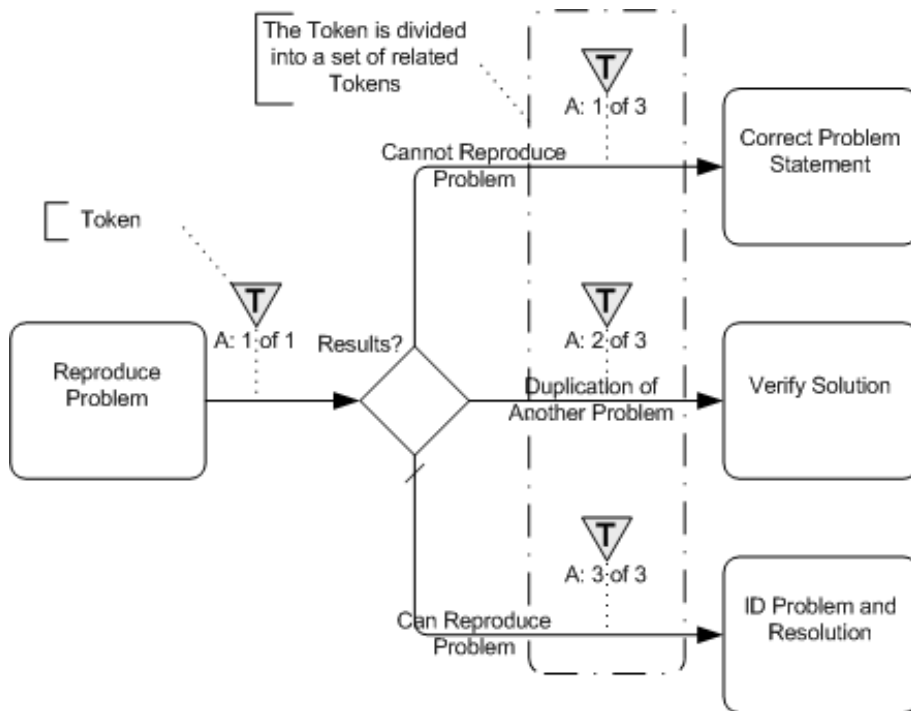 The Token is divided
into a set of related
Tokens
T
A: 1 of 3
Cannot Reproduce
Problem
Correct Problem
Statement
Token
T
A: 1 of 1
Reproduce
Problem
Results?
T
A: 2 of 3
Duplication of
Another Problem
Verify Solution
T
A: 3 of 3
Can Reproduce
Problem
ID Problem and
Resolution